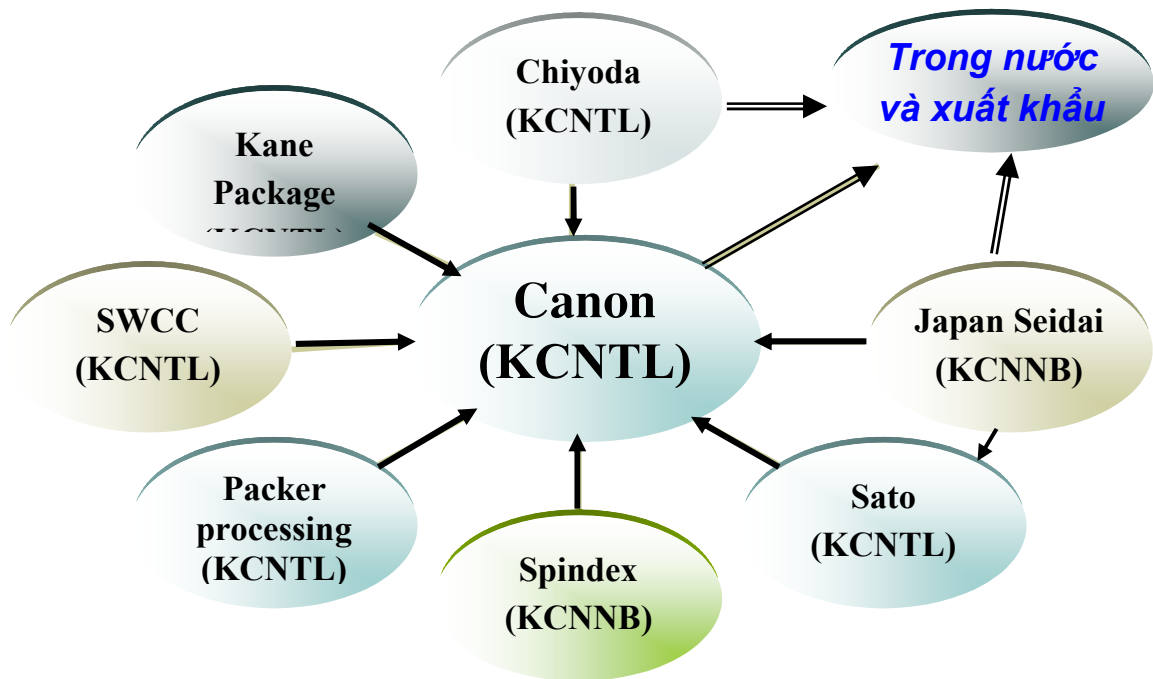 Chiyoda
(KCNTL)
Trong nước
và xuất khẩu
Kane
Package
Canon
(KCNTL)
SWCC
(KCNTL)
Japan Seidai
(KCNNB)
Packer
processing
(KCNTL)
Spindex
(KCNNB)
Sato
(KCNTL)